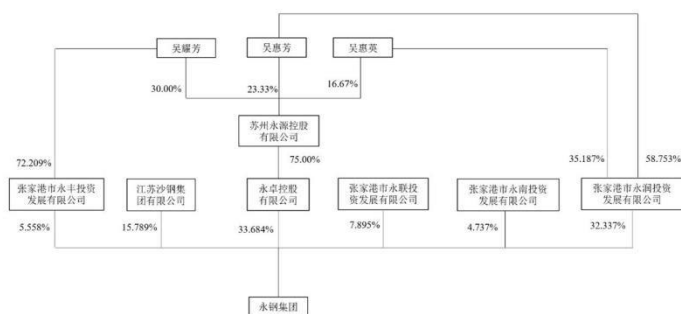 吴耀芳
吴惠芳
吴惠英
30.00%
23.33%
16.67%
苏州永源控股
有限公司
72.209%
75.00%
35.187%
58.753%
张家港市永丰投资
发展有限公司
江苏沙钢集
团有限公司
永卓控股
有限公司
张家港市永联投
资发展有限公司
张家港市永南投资
发展有限公司
张家港市永润投资
发展有限公司
5.558%
15.789%
33.684%
7.895%
4.737%
32.337%
永钢集团